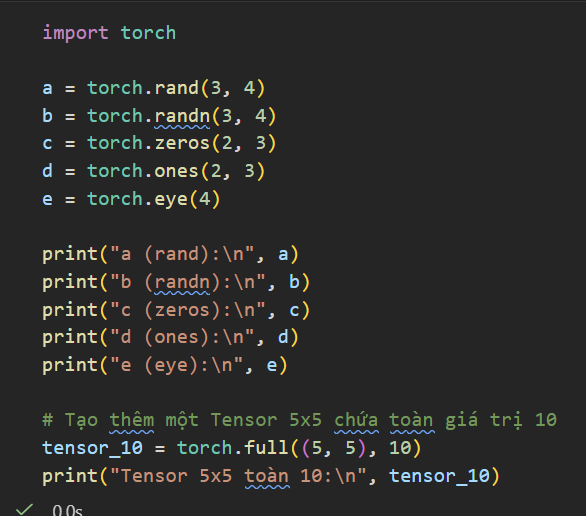 import torch
a = torch.rand(3, 4)
b = torch.randn(3, 4)
c = torch.zeros(2, 3)
d = torch.ones(2, 3)
e = torch.eye(4)
print("a (rand):\n", a)
print("b (randn):\n", b)
print("c (zeros):\n", c)
print("d (ones):\n", d)
print("e (eye):\n", e)
# Tạo thêm một Tensor 5x5 chứa toàn giá trị 10
tensor_10 = torch.full((5, 5), 10)
print("Tensor 5x5 toàn 10:\n", tensor_10)
0.0s